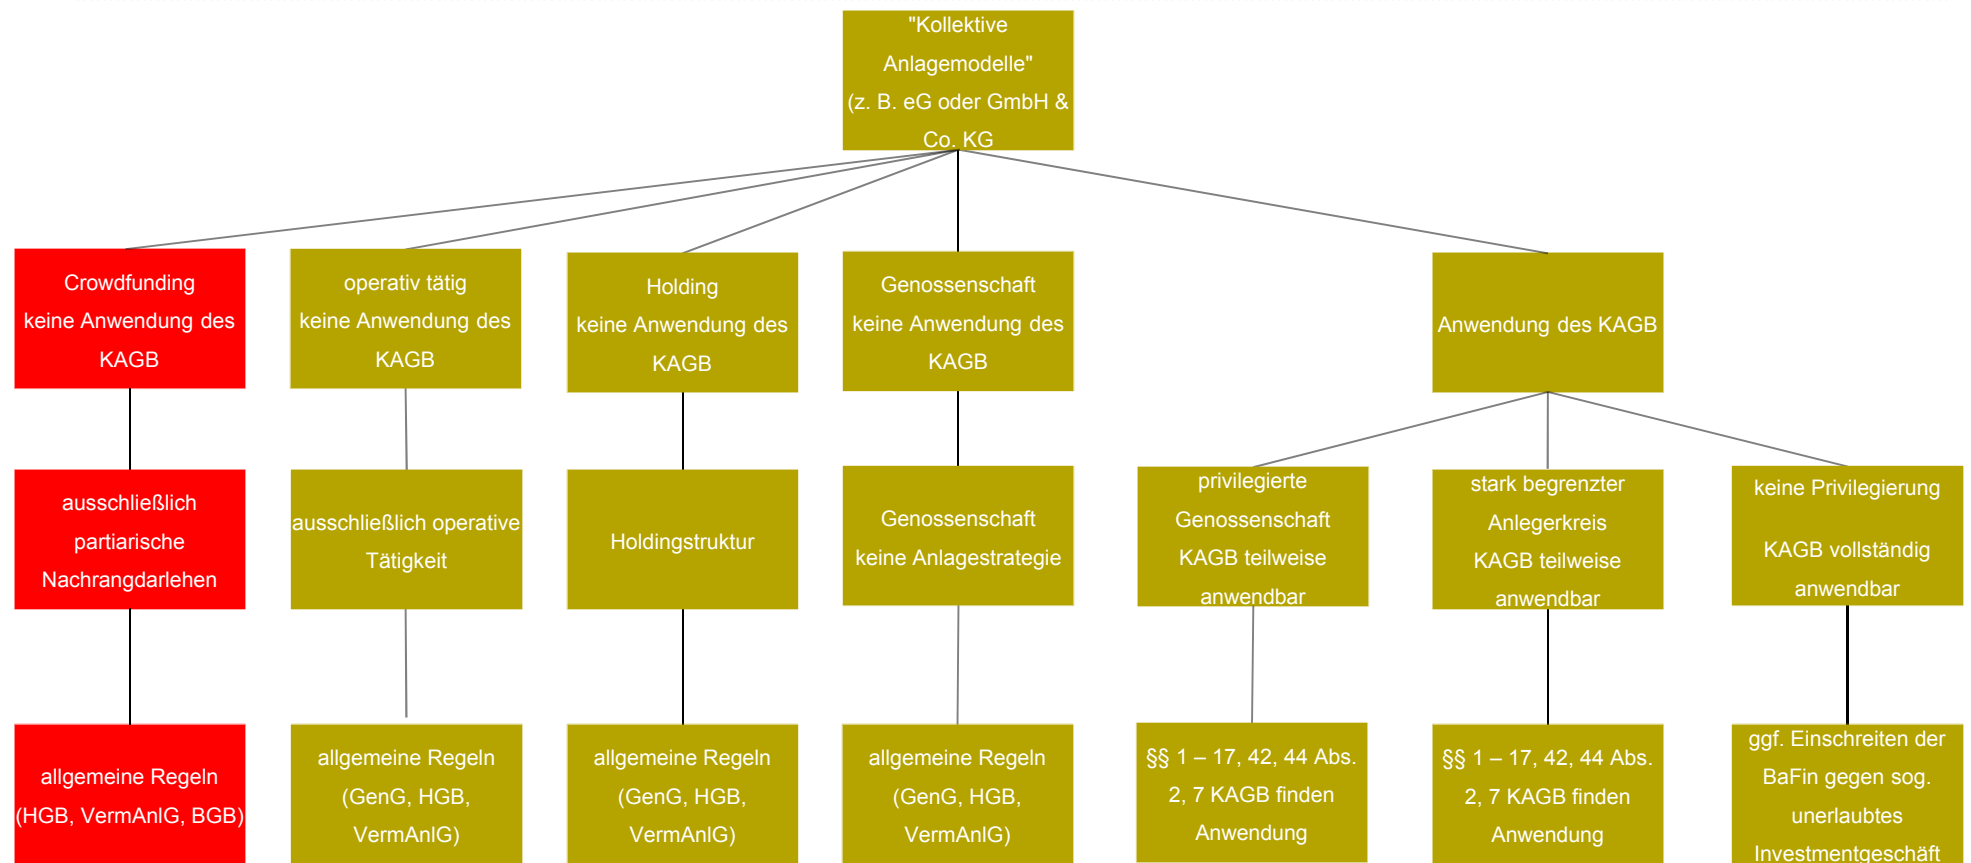 "Kollektive
Anlagemodelle"
(z. B. eG oder GmbH &
Co. KG
Crowdfunding
keine Anwendung des
KAGB
operativ tätig
keine Anwendung des
KAGB
Holding
keine Anwendung des
KAGB
Genossenschaft
keine Anwendung des
KAGB
Anwendung des KAGB
ausschließlich
partiarische
Nachrangdarlehen
ausschließlich operative
Tätigkeit
Holdingstruktur
Genossenschaft
keine Anlagestrategie
privilegierte
Genossenschaft
KAGB teilweise
anwendbar
stark begrenzter
Anlegerkreis
KAGB teilweise
anwendbar
keine Privilegierung
KAGB vollständig
anwendbar
allgemeine Regeln
(HGB, VermAnlG, BGB)
allgemeine Regeln
(GenG, HGB,
VermAnlG)
allgemeine Regeln
(GenG, HGB,
VermAnlG)
allgemeine Regeln
(GenG, HGB,
VermAnlG)
§§ 1 – 17, 42, 44 Abs.
2, 7 KAGB finden
Anwendung
§§ 1 – 17, 42, 44 Abs.
2, 7 KAGB finden
Anwendung
ggf. Einschreiten der
BaFin gegen sog.
unerlaubtes
Investmentgeschäft